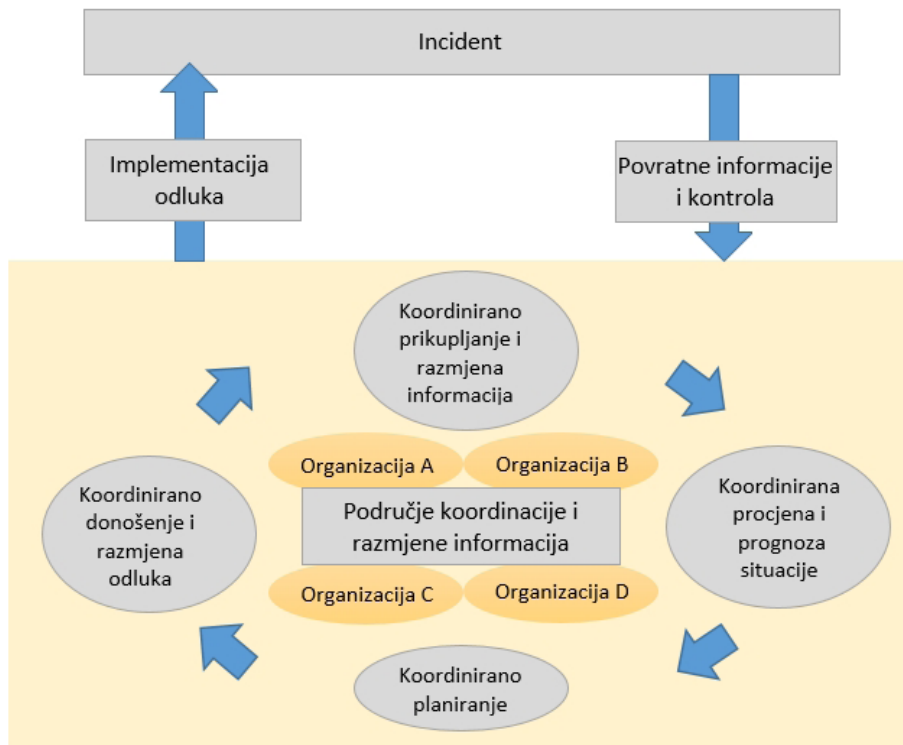 Incident
Implementacija
odluka
Povratne informacije
i kontrola
Koordinirano
prikupljanje i
razmjena
informacija
Organizacija A
Organizacija B
Koordinirano
donošenje i
razmjena
odluka
Područje koordinacije i
razmjene informacija
Koordinirana
procjena i
prognoza
situacije
Organizacija C
Organizacija D
Koordinirano
planiranje